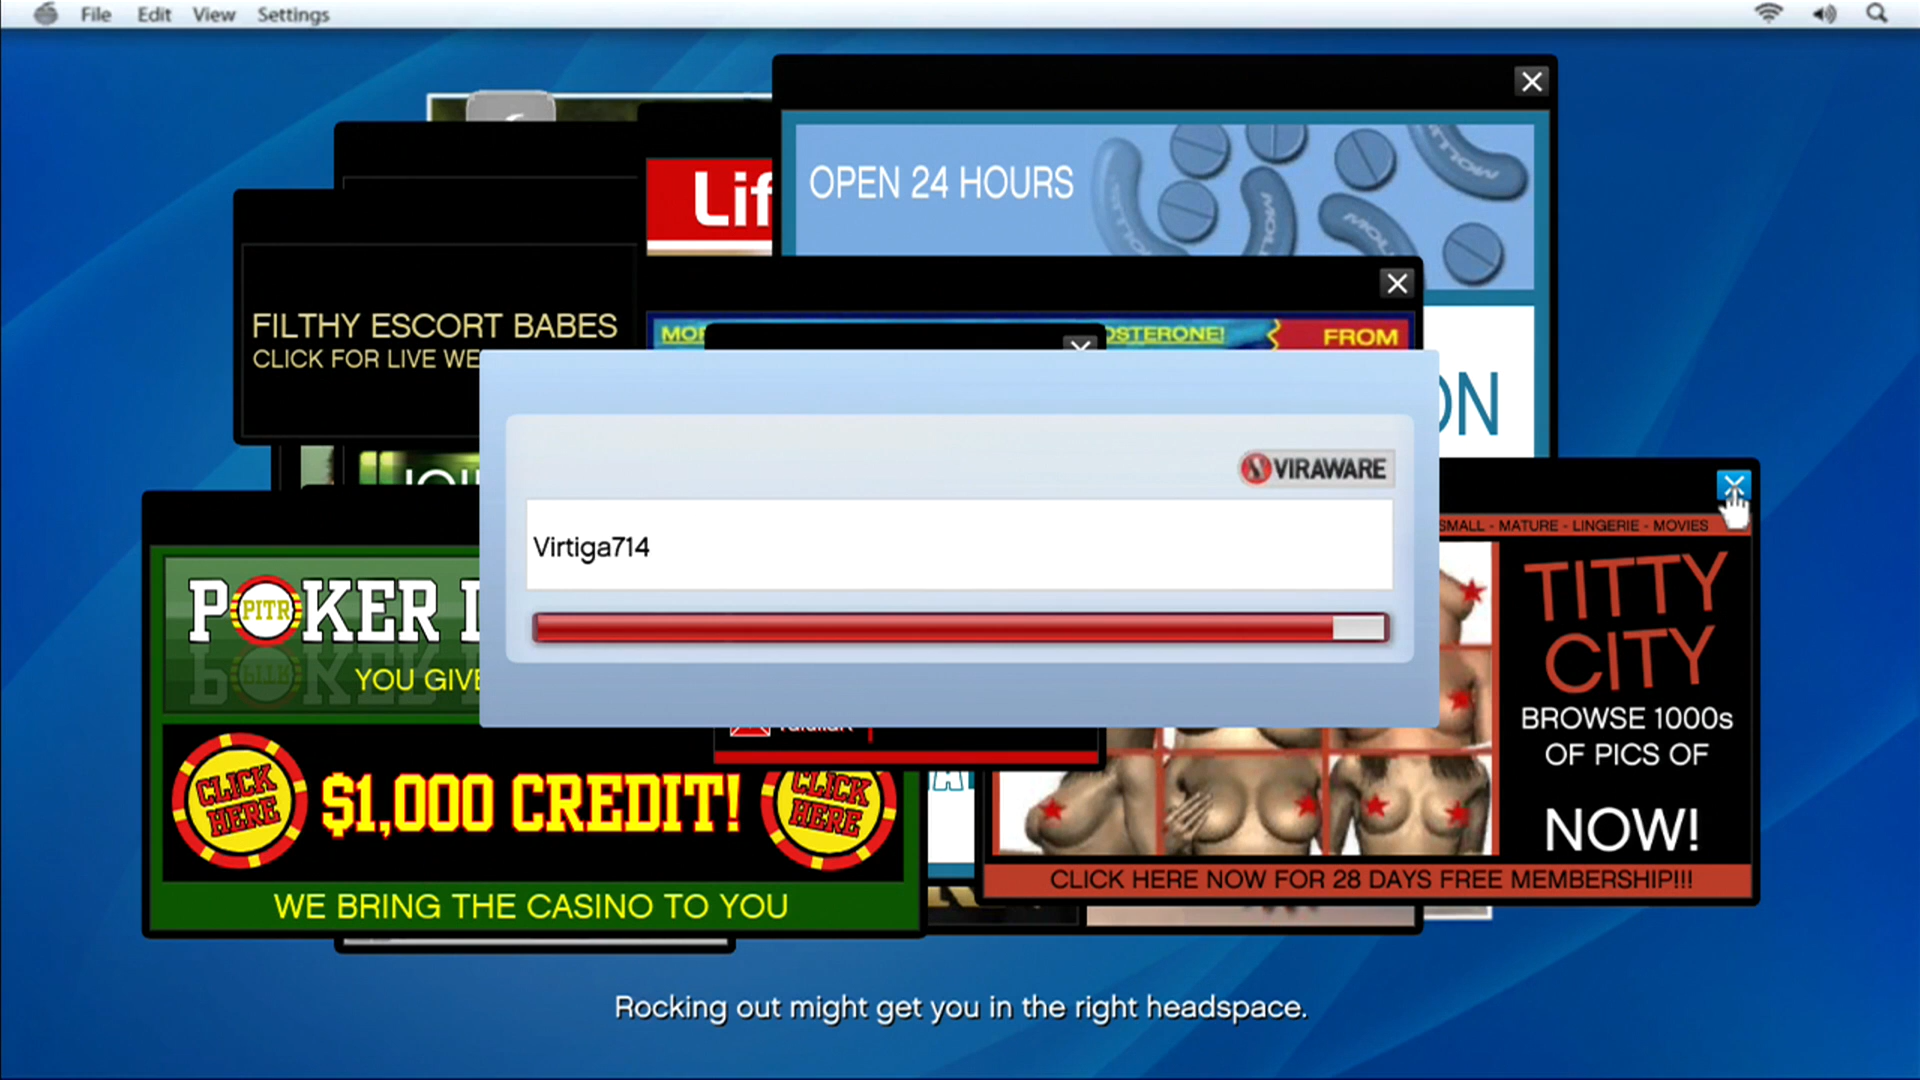 File Edit View Settings
OPEN 24 HOURS
Lif
FILTHY ESCORT BABES
CLICK FOR LIVE WE
FROM
ON
VIRAWARE
Virtiga714
SMALL - MATURE - LINGERIE - MOVIES
TITTY
CITY
BROWSE 1000s
OF PICS OF
NOW!
CLICK HERE NOW FOR 28 DAYS FREE MEMBERSHIP!!!
POKER
PITR
YOU GIVE
CLICK
HERE
$1,000 CREDIT!
CLICK
HERE
WE BRING THE CASINO TO YOU
Rocking out might get you in the right headspace.